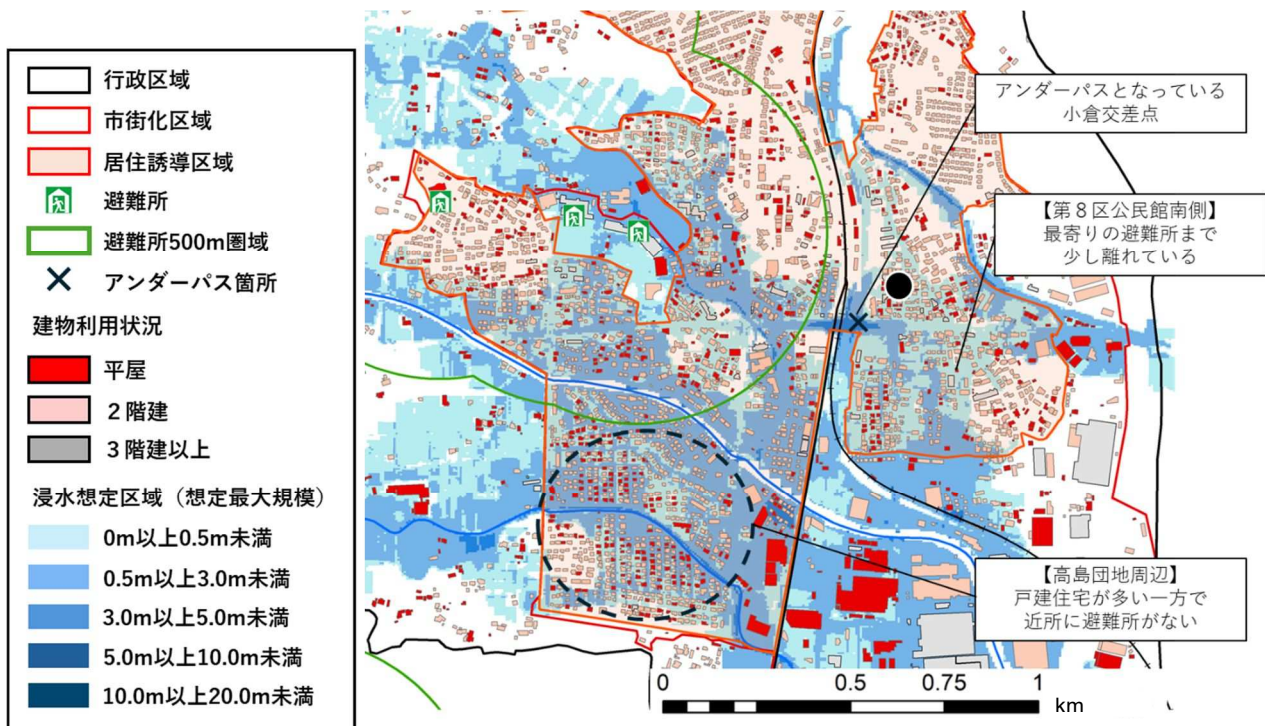 行政区域
市街化区域
居住誘導区域
避難所
避難所500m圏域
アンダーパス箇所
建物利用状況
平屋
２階建
３階建以上
浸水想定区域（想定最大規模）
0m以上0.5m未満
0.5m以上3.0m未満
3.0m以上5.0m未満
5.0m以上10.0m未満
10.0m以上20.0m未満
アンダーパスとなっている
小倉交差点
【第８区公民館南側】
最寄りの避難所まで
少し離れている
【高島団地周辺】
戸建住宅が多い一方で
近所に避難所がない
0 0.5 0.75 1
km